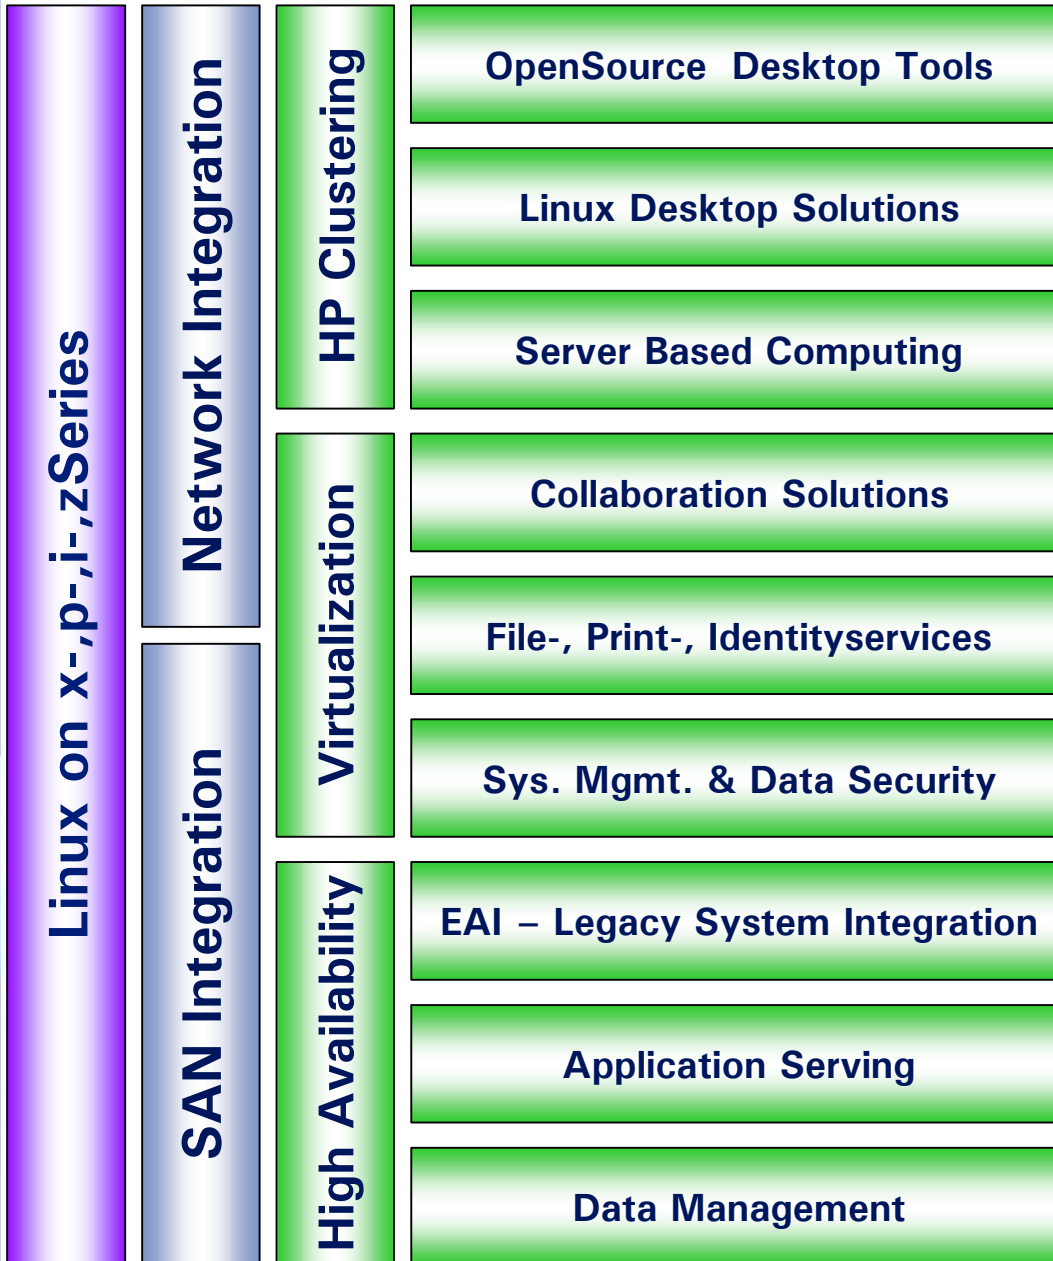 Linux on x-,p-,i-,zSeries
Network Integration
SAN Integration
HP Clustering
Virtualization
High Availability
OpenSource  Desktop Tools
Linux Desktop Solutions
Server Based Computing
Collaboration Solutions
File-, Print-, Identityservices
Sys. Mgmt. & Data Security
EAI – Legacy System Integration
Application Serving
Data Management